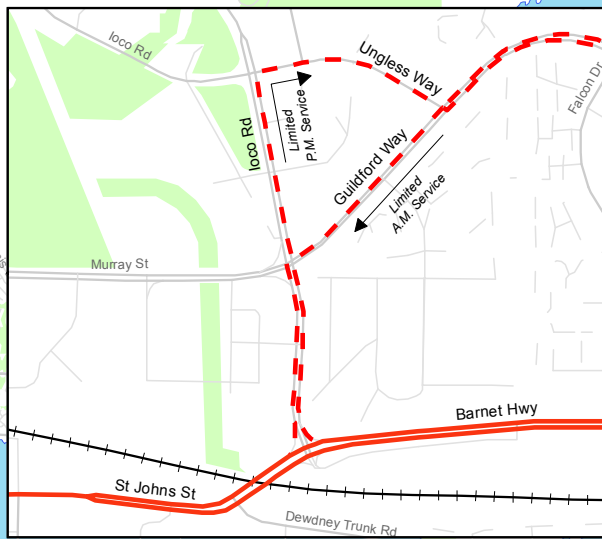 Ioco Rd
Ungless Way
Falcon Dr
Limited
P.M. Service
Ioco Rd
Guildford Way
Limited
A.M. Service
Murray St
Barnet Hwy
St Johns St
Dewdney Trunk Rd